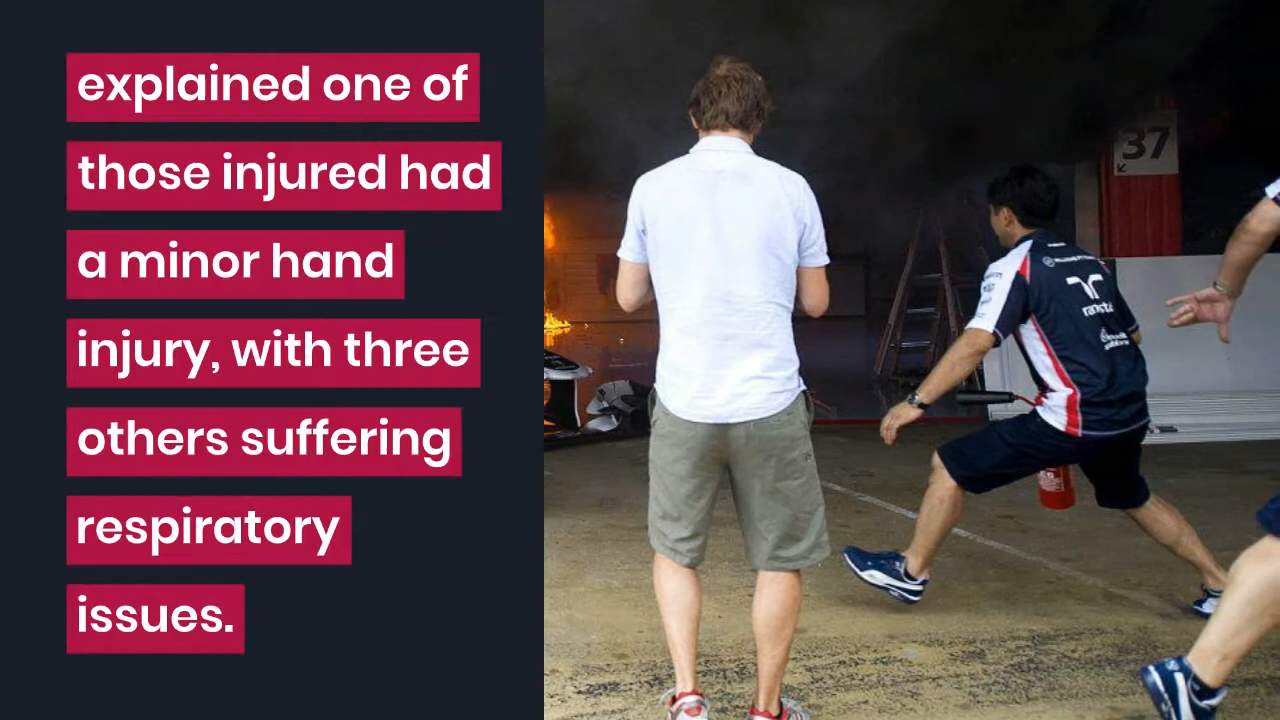 explained one of
those injured had
a minor hand
injury, with three
others suffering
respiratory
issues.
37